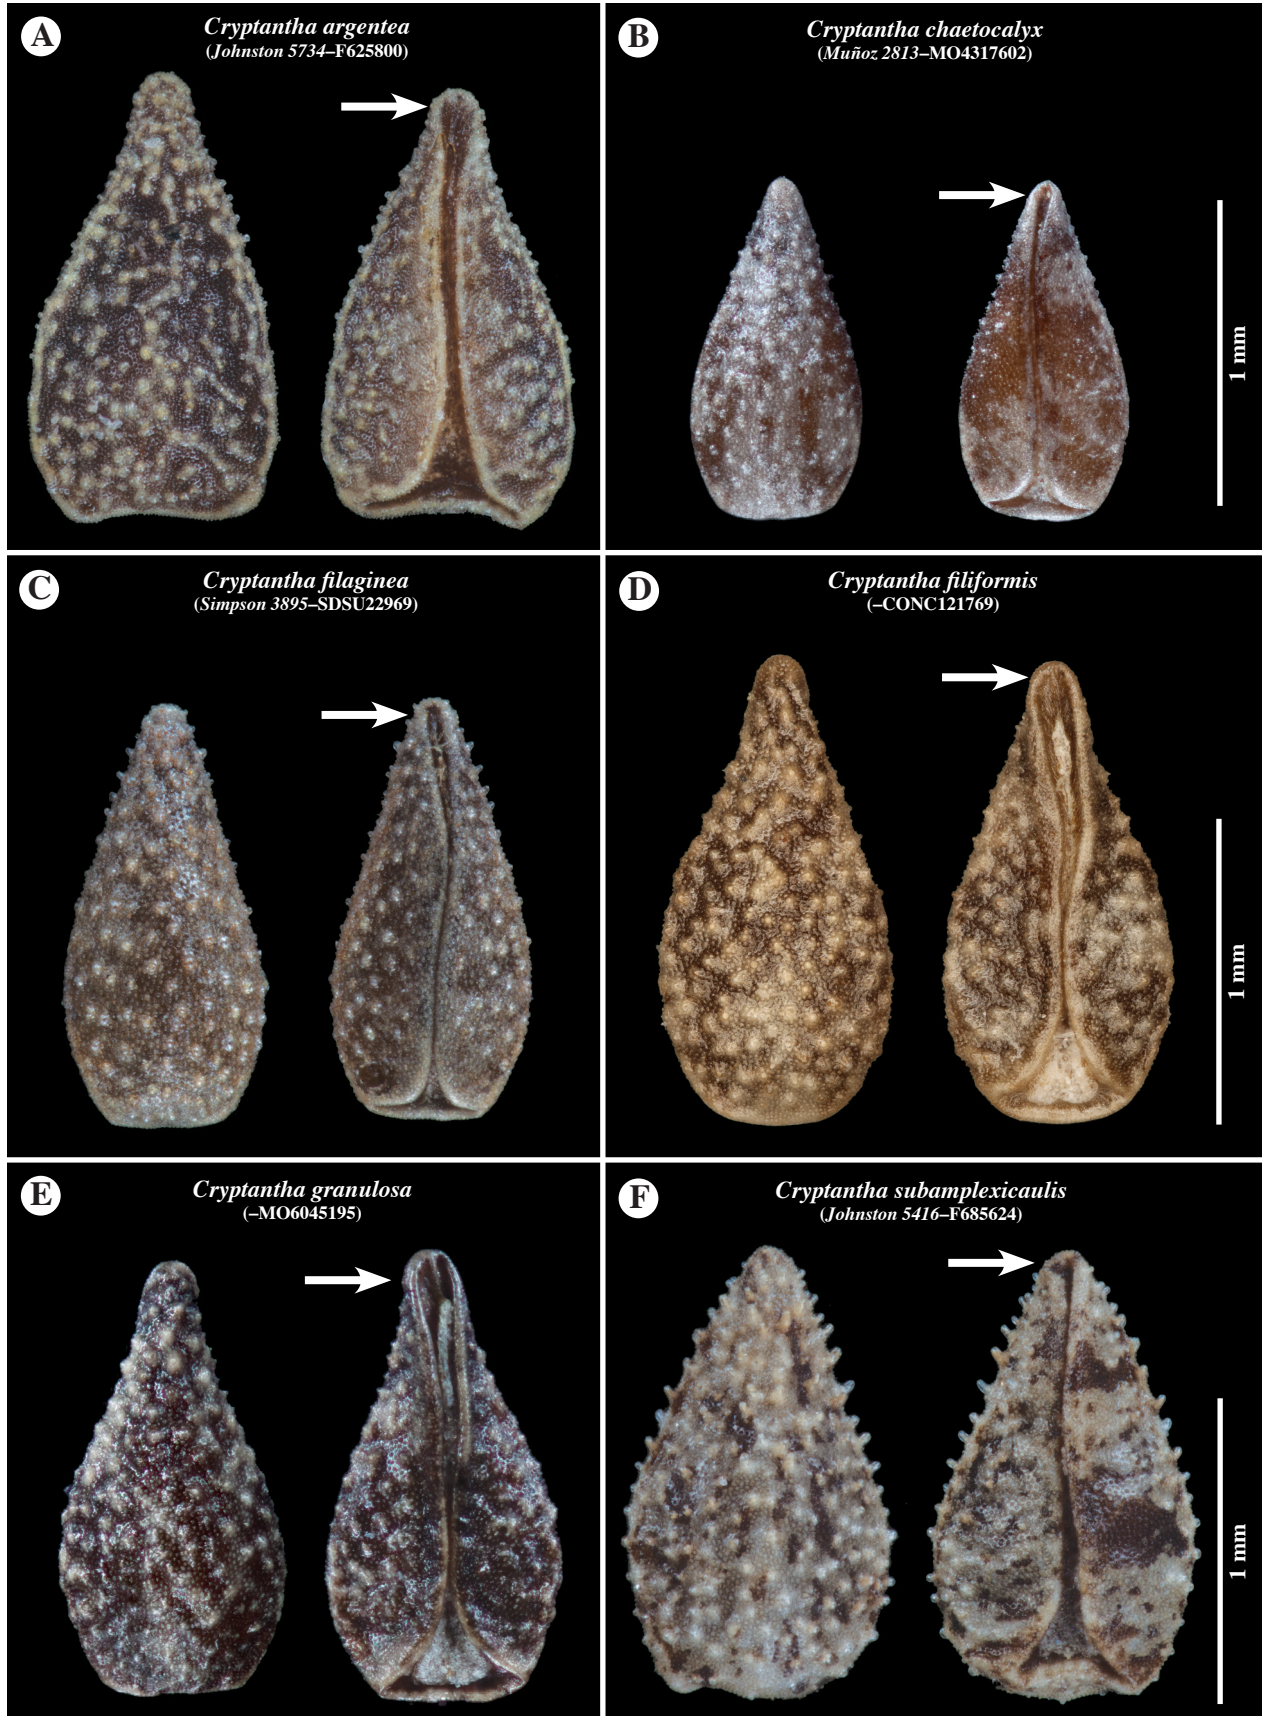 A
Cryptantha argentea
(Johnston 5734–F625800)
B
Cryptantha chaetocalyx
(Muñoz 2813–MO4317602)
1 mm
C
Cryptantha filaginea
(Simpson 3895–SDSU22969)
D
Cryptantha filiformis
(–CONC121769)
1 mm
E
Cryptantha granulosa
(–MO6045195)
F
Cryptantha subamplexicaulis
(Johnston 5416–F685624)
1 mm